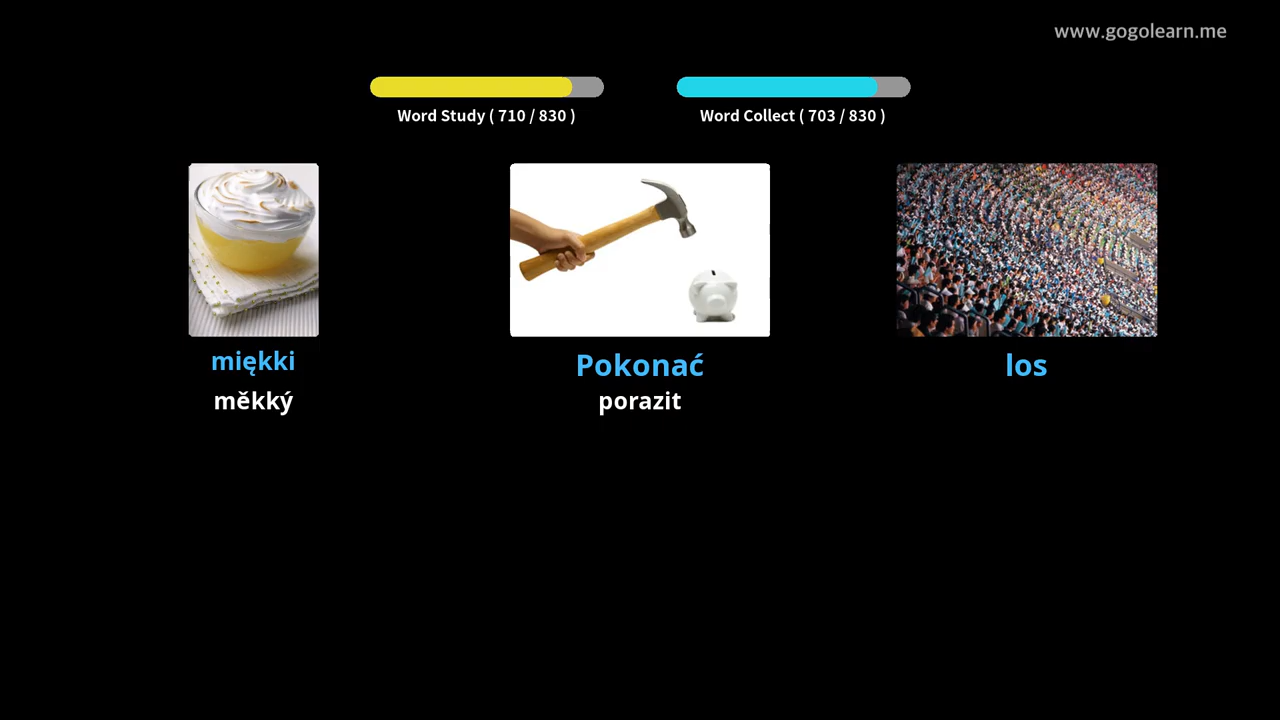 www.gogolearn.me
Word Study ( 710 / 830 )
Word Collect ( 703 / 830 )
miękki
měkký
Pokonać
porazit
los